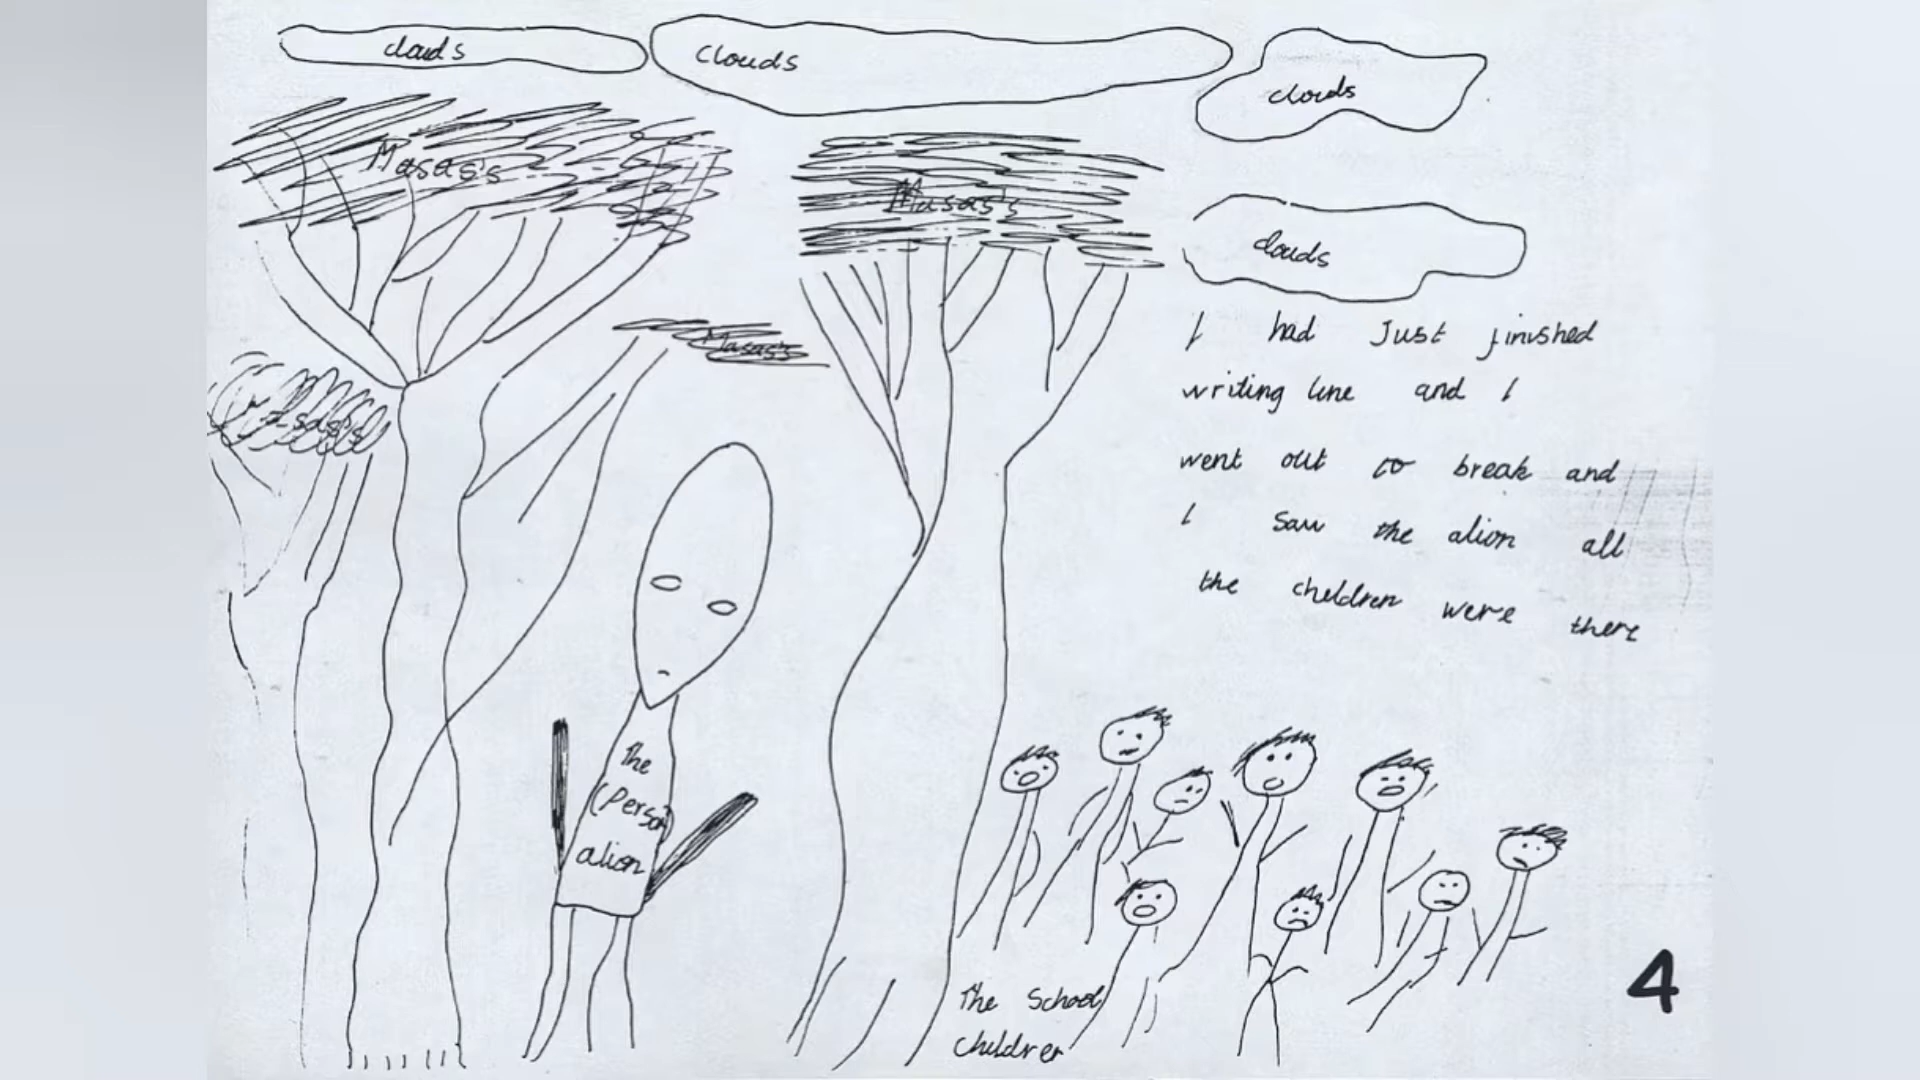 clouds
clouds
clouds
Masas's
Masas's
clouds
Masas's
I had Just finished
writing line and I
went out to break and
I saw the alion all
the children were there
The
(Person
alion
The School
children
4